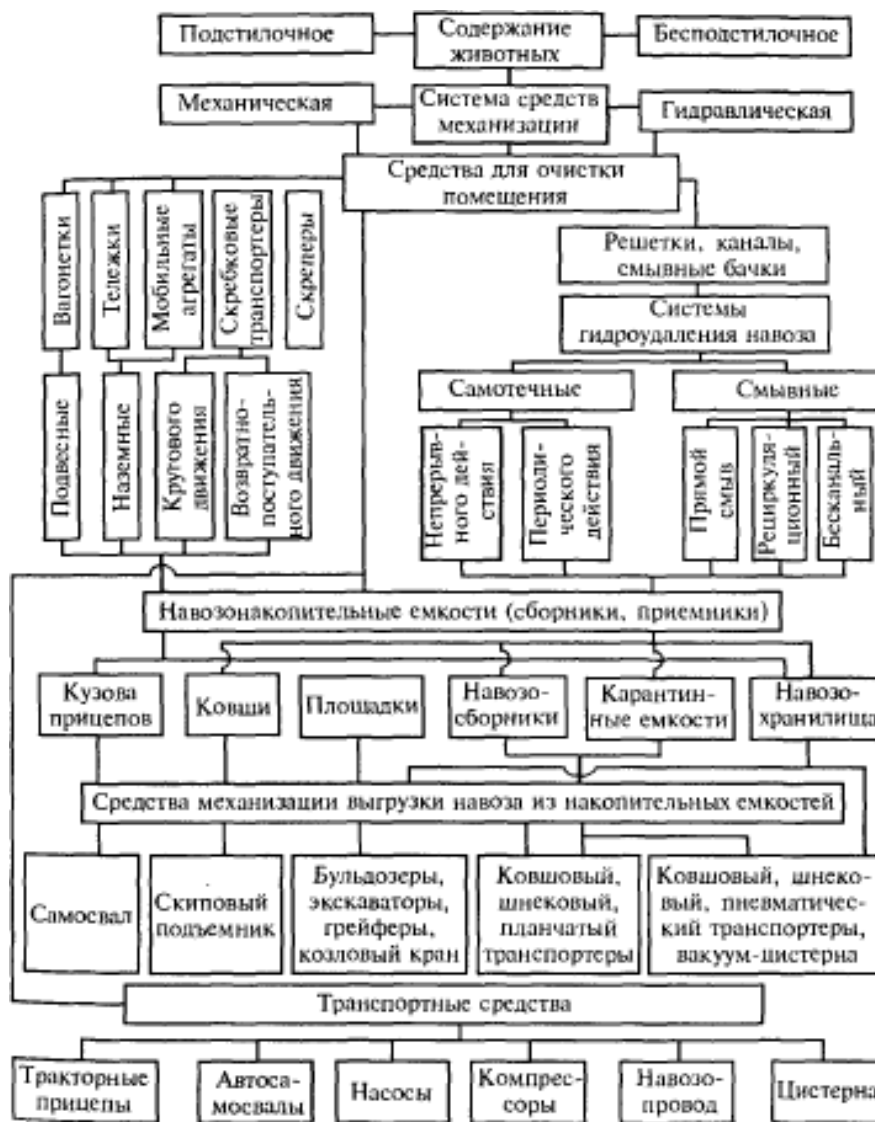 Подстилочное
Содержание
животных
Бесподстилочное
Механическая
Система средств
механизации
Гидравлическая
Средства для очистки
помещения
Вагонетки
Тележки
Мобильные
агрегаты
Скребковые
транспортеры
Скреперы
Решетки, каналы,
смывные бачки
Системы
гидроудаления навоза
Самотечные
Смывные
Подвесные
Наземные
Кругового
движения
Возвратно-
поступатель-
ного движения
Непрерыв-
ного дей-
ствия
Периоди-
ческого
действия
Прямой
смыв
Рециркуля-
ционный
Бесканаль-
ный
Навозонакопительные емкости (сборники, приемники)
Кузова
прицепов
Ковши
Площадки
Навозо-
сборники
Карантин-
ные емкости
Навозо-
хранилища
Средства механизации выгрузки навоза из накопительных емкостей
Самосвал
Скиповый
подъемник
Бульдозеры,
экскаваторы,
грейферы,
козловый кран
Ковшовый,
шнековый,
планчатый
транспортеры
Ковшовый, шнеко-
вый, пневматичес-
кий транспортеры,
вакуум-цистерна
Транспортные средства
Тракторные
прицепы
Автоса-
мосвалы
Насосы
Компрес-
соры
Навозо-
провод
Цистерна